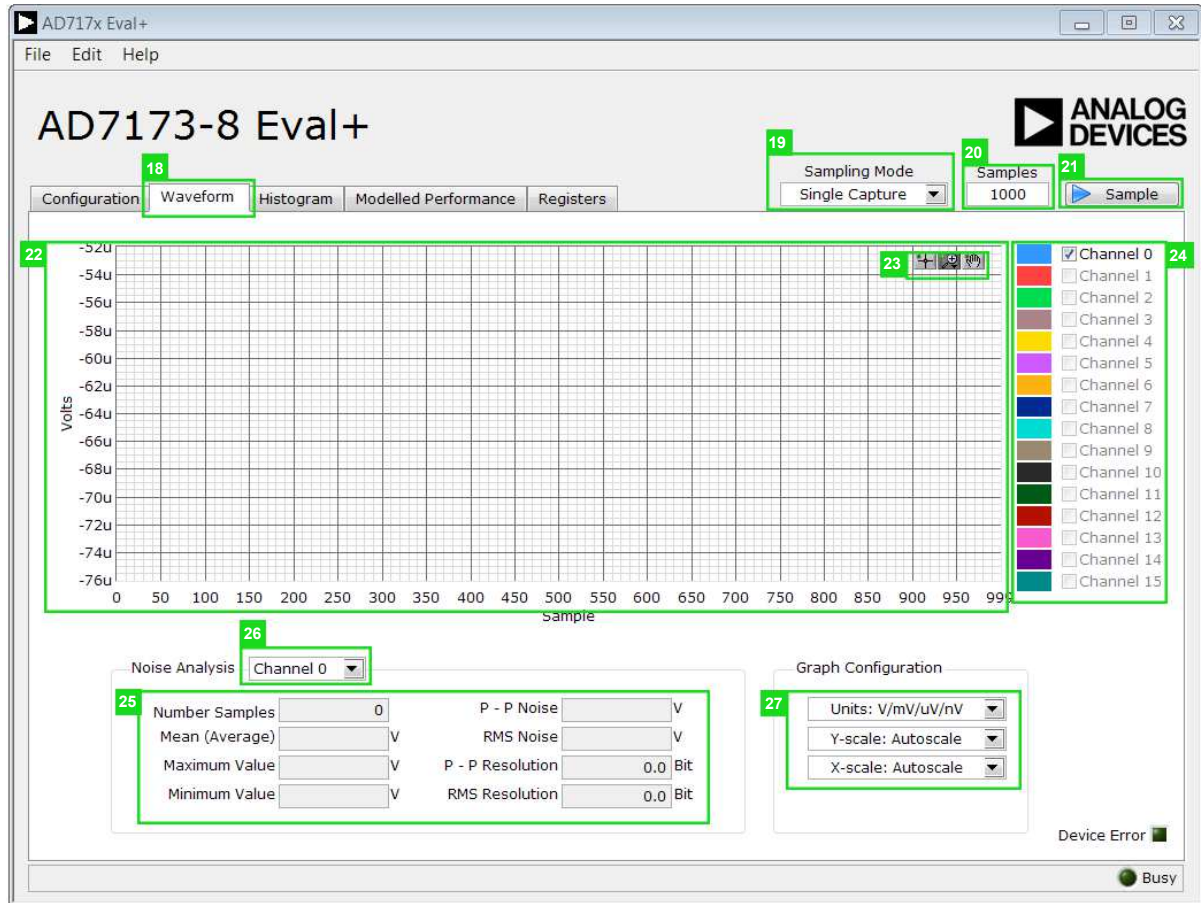 AD717x Eval+
File Edit Help
AD7173-8 Eval+
ANALOG
DEVICES
18
19
20
21
Sampling Mode
Single Capture
Samples
1000
Sample
Configuration Waveform Histogram Modelled Performance Registers
22
23
24
Volts
-52u
-54u
-56u
-58u
-60u
-62u
-64u
-66u
-68u
-70u
-72u
-74u
-76u
0 50 100 150 200 250 300 350 400 450 500 550 600 650 700 750 800 850 900 950 999
Sample
Channel 0
Channel 1
Channel 2
Channel 3
Channel 4
Channel 5
Channel 6
Channel 7
Channel 8
Channel 9
Channel 10
Channel 11
Channel 12
Channel 13
Channel 14
Channel 15
26
Noise Analysis Channel 0
25
Number Samples 0
Mean (Average) V
Maximum Value V
Minimum Value V
P - P Noise V
RMS Noise V
P - P Resolution 0.0 Bit
RMS Resolution 0.0 Bit
Graph Configuration
27
Units: V/mV/uV/nV
Y-scale: Autoscale
X-scale: Autoscale
Device Error
Busy